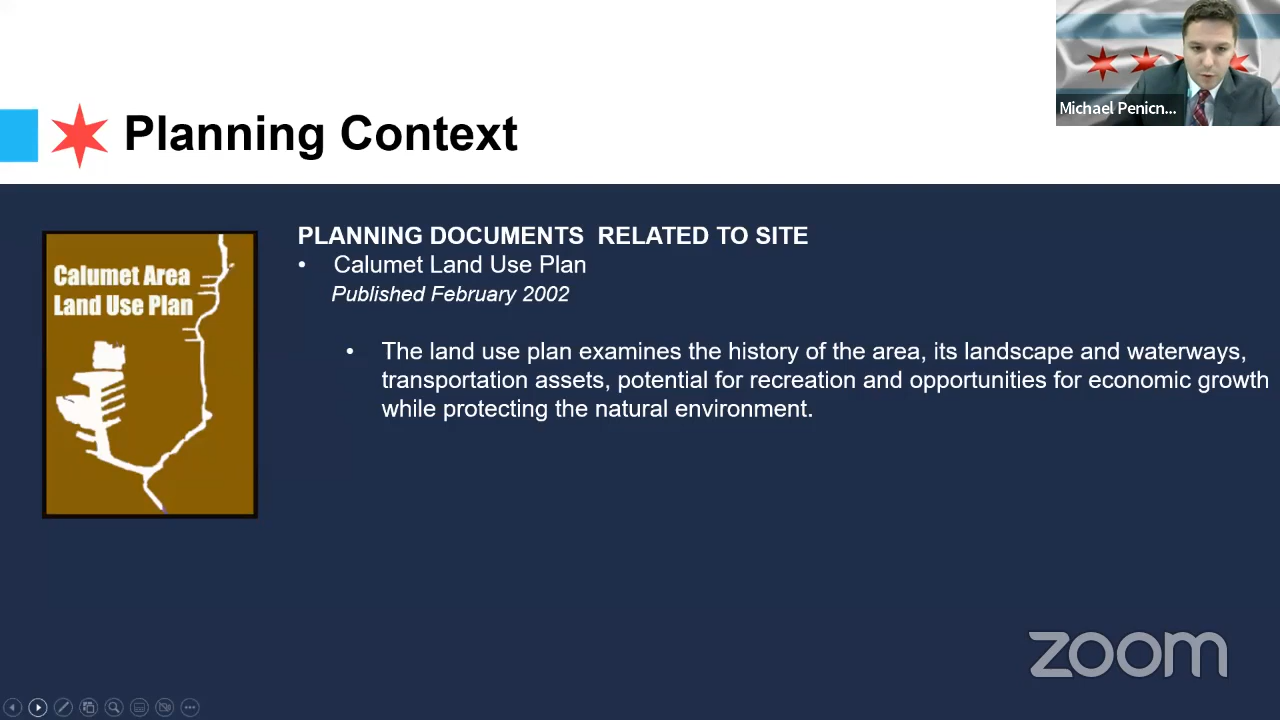 Michael Penicn...
Planning Context
Calumet Area
Land Use Plan
PLANNING DOCUMENTS  RELATED TO SITE
• Calumet Land Use Plan
Published February 2002
• The land use plan examines the history of the area, its landscape and waterways,
transportation assets, potential for recreation and opportunities for economic growth
while protecting the natural environment.
zoom